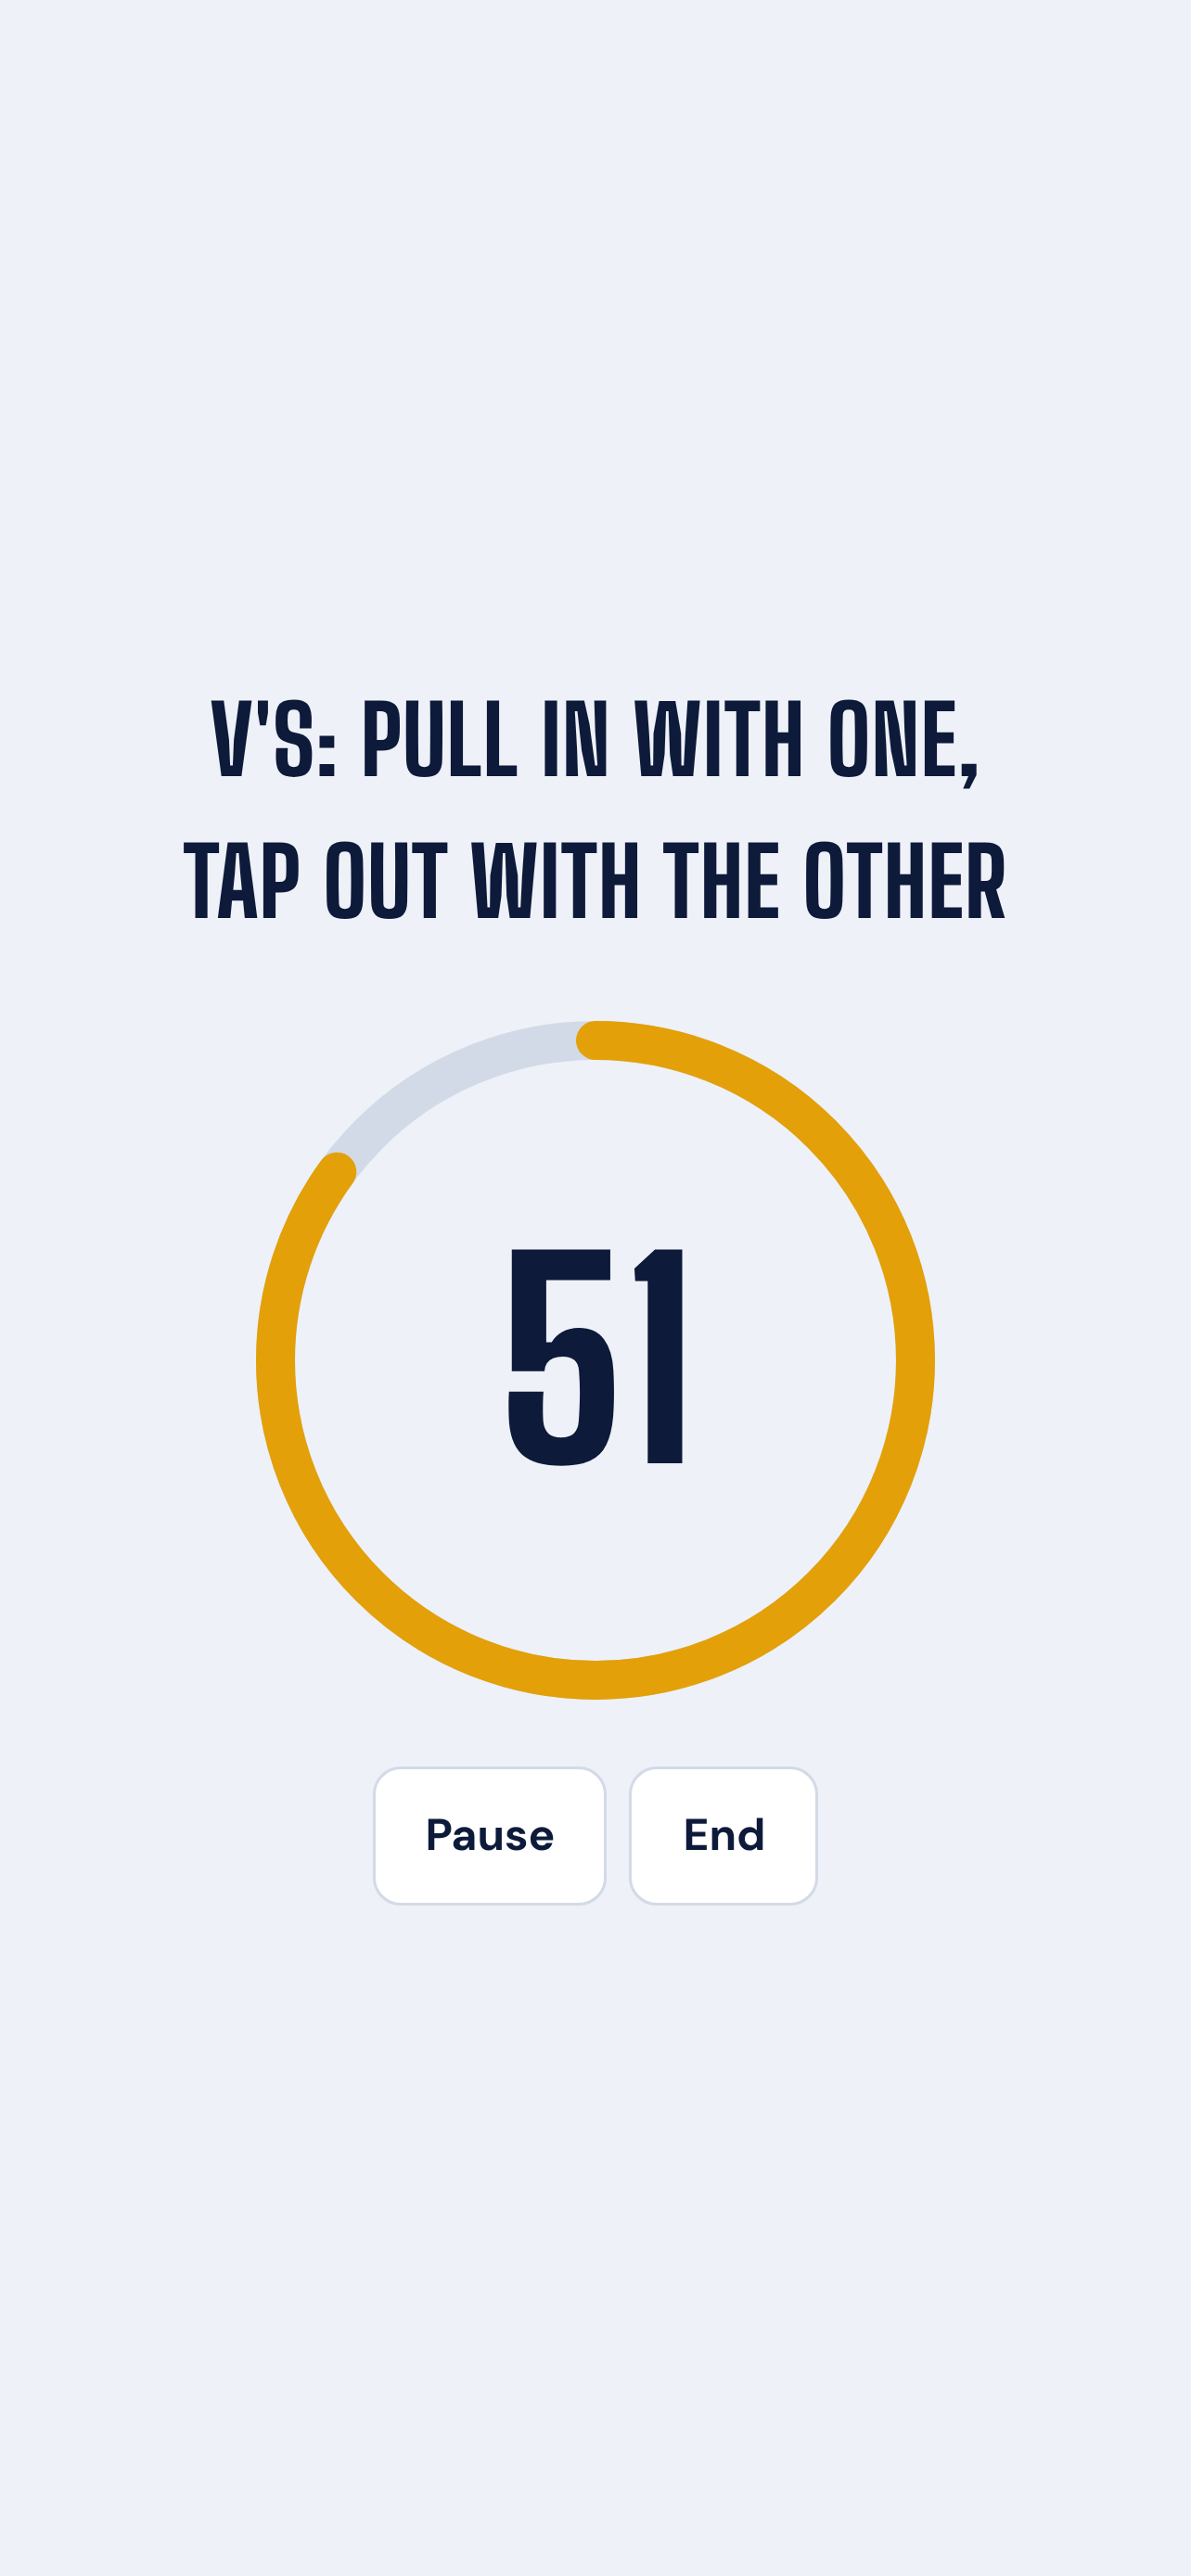 V'S: PULL IN WITH ONE,
TAP OUT WITH THE OTHER
51
Pause End